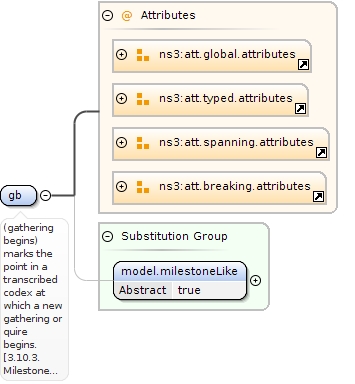 @ Attributes
ns3:att.global.attributes
ns3:att.typed.attributes
ns3:att.spanning.attributes
ns3:att.breaking.attributes
gb
(gathering
begins)
marks the
point in a
transcribed
codex at
which a new
gathering or
quire
begins.
[3.10.3.
Milestone...
Substitution Group
model.milestoneLike
Abstract true